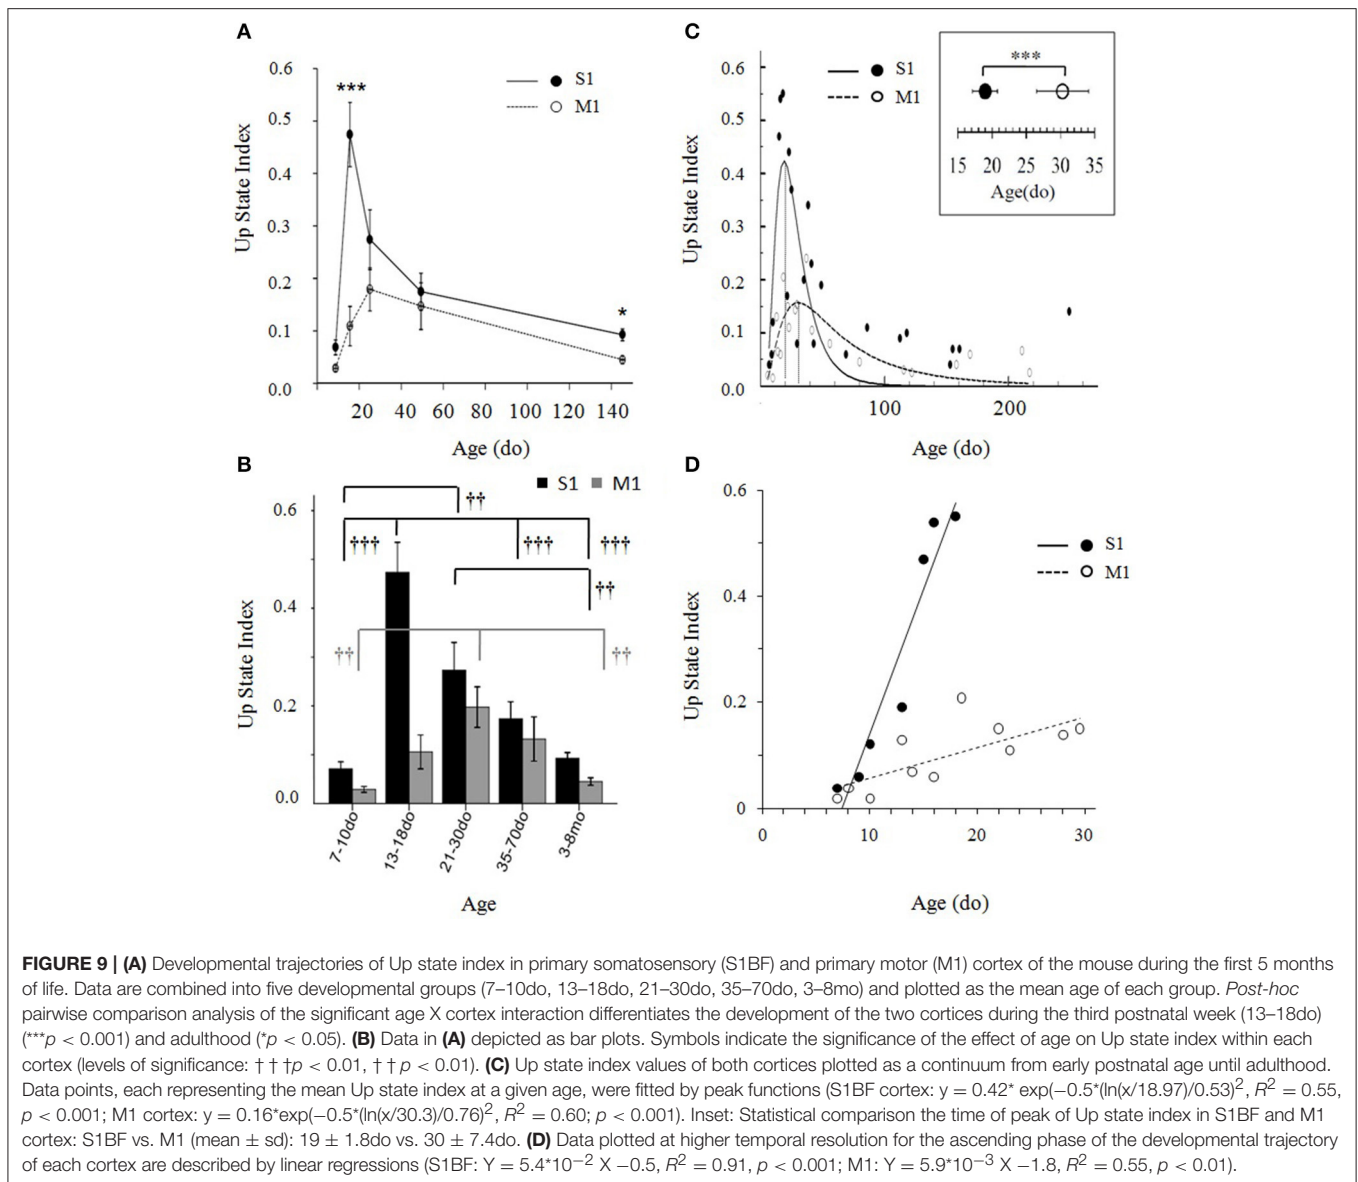 A
0.6
0.5
0.4
0.3
0.2
0.1
0.0
Up State Index
***
S1
M1
*
20 40 60 80 100 120 140
Age (do)
C
0.6
0.5
0.4
0.3
0.2
0.1
0.0
Up State Index
S1
M1
***
15 20 25 30 35
Age(do)
100 200
Age (do)
B
S1 M1
0.6
0.4
0.2
0.0
Up State Index
††
††† ††† †††
††
†† ††
7-10do 13-18do 21-30do 35-70do 3-8mo
Age
D
0.6
0.4
0.2
0
Up State Index
S1
M1
0 10 20 30
Age (do)
FIGURE 9 | (A) Developmental trajectories of Up state index in primary somatosensory (S1BF) and primary motor (M1) cortex of the mouse during the first 5 months
of life. Data are combined into five developmental groups (7–10do, 13–18do, 21–30do, 35–70do, 3–8mo) and plotted as the mean age of each group. Post-hoc
pairwise comparison analysis of the significant age X cortex interaction differentiates the development of the two cortices during the third postnatal week (13–18do)
(***p < 0.001) and adulthood (*p < 0.05). (B) Data in (A) depicted as bar plots. Symbols indicate the significance of the effect of age on Up state index within each
cortex (levels of significance: †††p < 0.01, ††p < 0.01). (C) Up state index values of both cortices plotted as a continuum from early postnatal age until adulthood.
Data points, each representing the mean Up state index at a given age, were fitted by peak functions (S1BF cortex: y = 0.42* exp(−0.5*(ln(x/18.97)/0.53)², R² = 0.55,
p < 0.001; M1 cortex: y = 0.16*exp(−0.5*(ln(x/30.3)/0.76)², R² = 0.60; p < 0.001). Inset: Statistical comparison the time of peak of Up state index in S1BF and M1
cortex: S1BF vs. M1 (mean ± sd): 19 ± 1.8do vs. 30 ± 7.4do. (D) Data plotted at higher temporal resolution for the ascending phase of the developmental trajectory
of each cortex are described by linear regressions (S1BF: Y = 5.4*10⁻² X −0.5, R² = 0.91, p < 0.001; M1: Y = 5.9*10⁻³ X −1.8, R² = 0.55, p < 0.01).